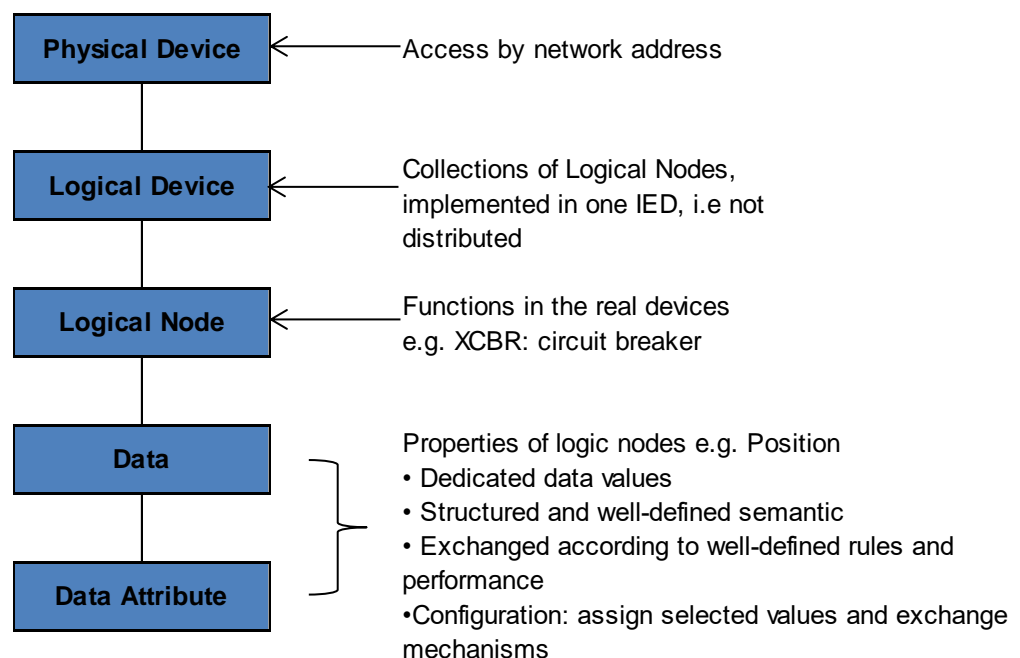 Physical Device
Access by network address
Logical Device
Collections of Logical Nodes,
implemented in one IED, i.e not
distributed
Logical Node
Functions in the real devices
e.g. XCBR: circuit breaker
Data
Properties of logic nodes e.g. Position
• Dedicated data values
• Structured and well-defined semantic
• Exchanged according to well-defined rules and
performance
•Configuration: assign selected values and exchange
mechanisms
Data Attribute